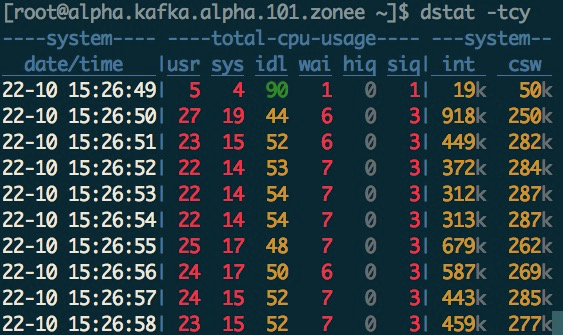 [root@alpha.kafka.alpha.101.zonee ~]$ dstat -tcy
----system---- ----total-cpu-usage---- ---system--
  date/time   |usr sys idl wai hiq siq| int   csw
22-10 15:26:49|  5   4  90   1   0   1|  19k   50k
22-10 15:26:50| 27  19  44   6   0   3| 918k  250k
22-10 15:26:51| 23  15  52   6   0   3| 449k  282k
22-10 15:26:52| 22  14  53   7   0   3| 372k  284k
22-10 15:26:53| 22  14  54   7   0   3| 312k  287k
22-10 15:26:54| 22  14  54   7   0   3| 313k  287k
22-10 15:26:55| 25  17  48   7   0   3| 679k  262k
22-10 15:26:56| 24  17  50   6   0   3| 587k  269k
22-10 15:26:57| 24  15  52   7   0   3| 443k  285k
22-10 15:26:58| 23  15  52   7   0   3| 459k  277k